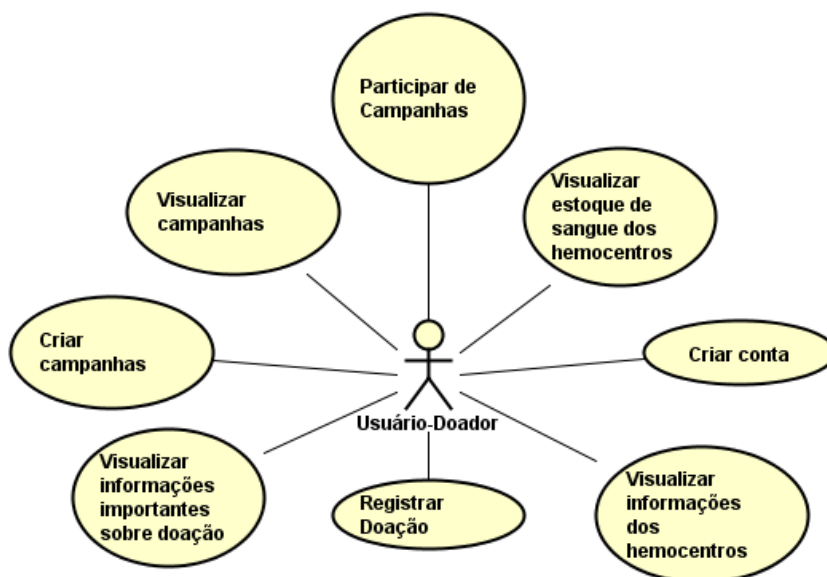 Participar de
Campanhas
Visualizar
campanhas
Visualizar
estoque de
sangue dos
hemocentros
Criar
campanhas
Criar conta
Usuário-Doador
Visualizar
informações
importantes
sobre doação
Registrar
Doação
Visualizar
informações
dos
hemocentros